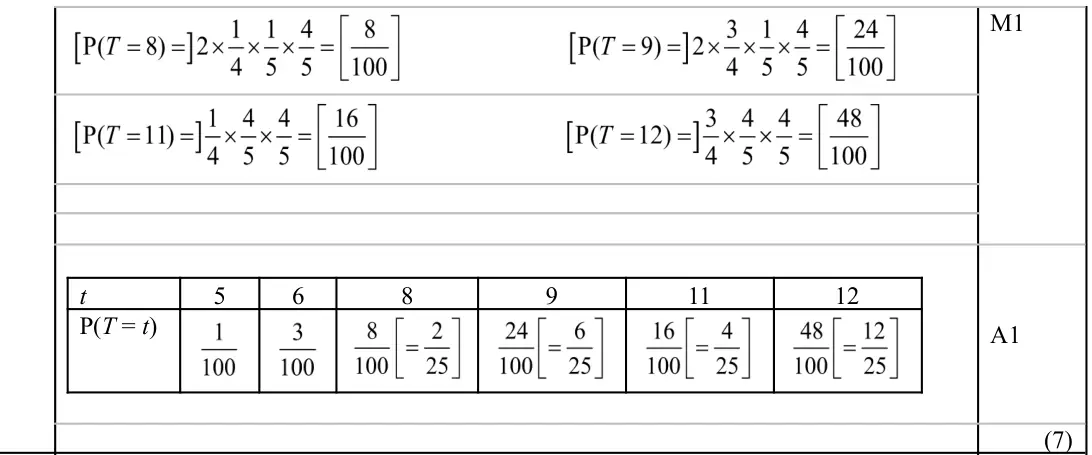 [P(T = 8) =] 2 × 1/4 × 1/5 × 4/5 = [8/100] [P(T = 9) =] 2 × 3/4 × 1/5 × 4/5 = [24/100] M1
[P(T = 11) =] 1/4 × 4/5 × 4/5 = [16/100] [P(T = 12) =] 3/4 × 4/5 × 4/5 = [48/100]
t 5 6 8 9 11 12
P(T = t) 1/100 3/100 8/100 [= 2/25] 24/100 [= 6/25] 16/100 [= 4/25] 48/100 [= 12/25] A1
(7)